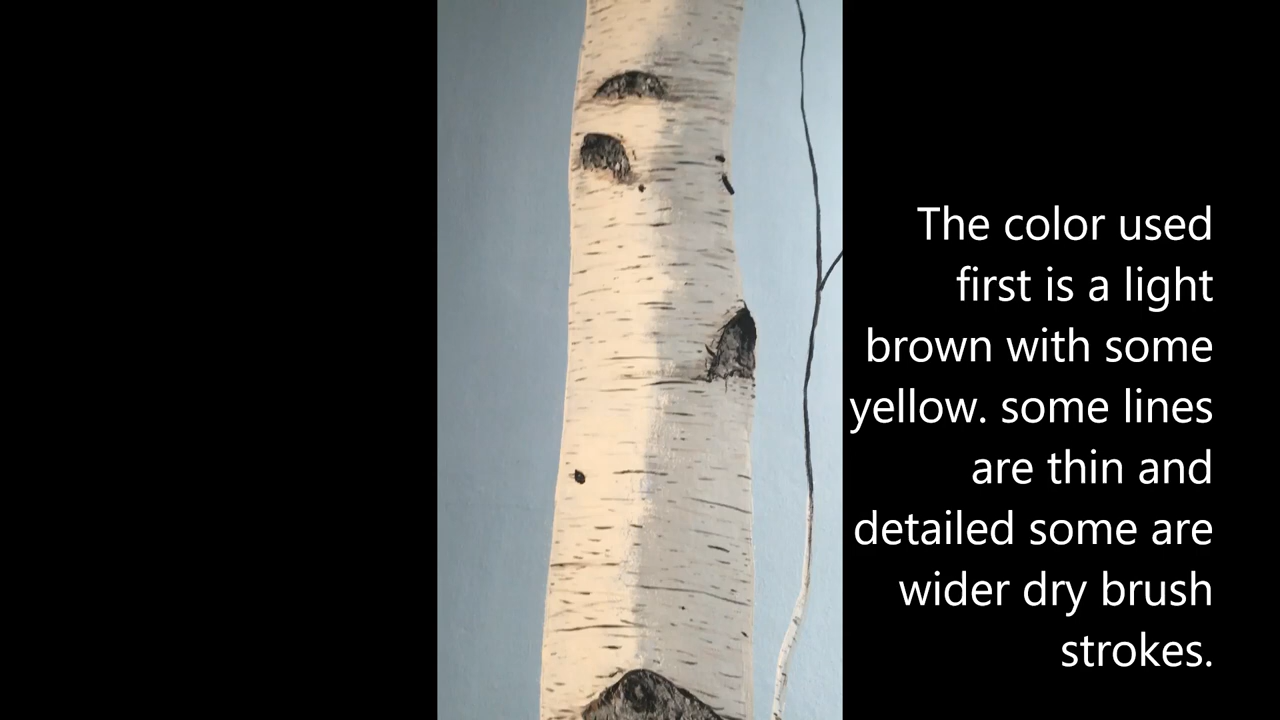 The color used
first is a light
brown with some
yellow. some lines
are thin and
detailed some are
wider dry brush
strokes.